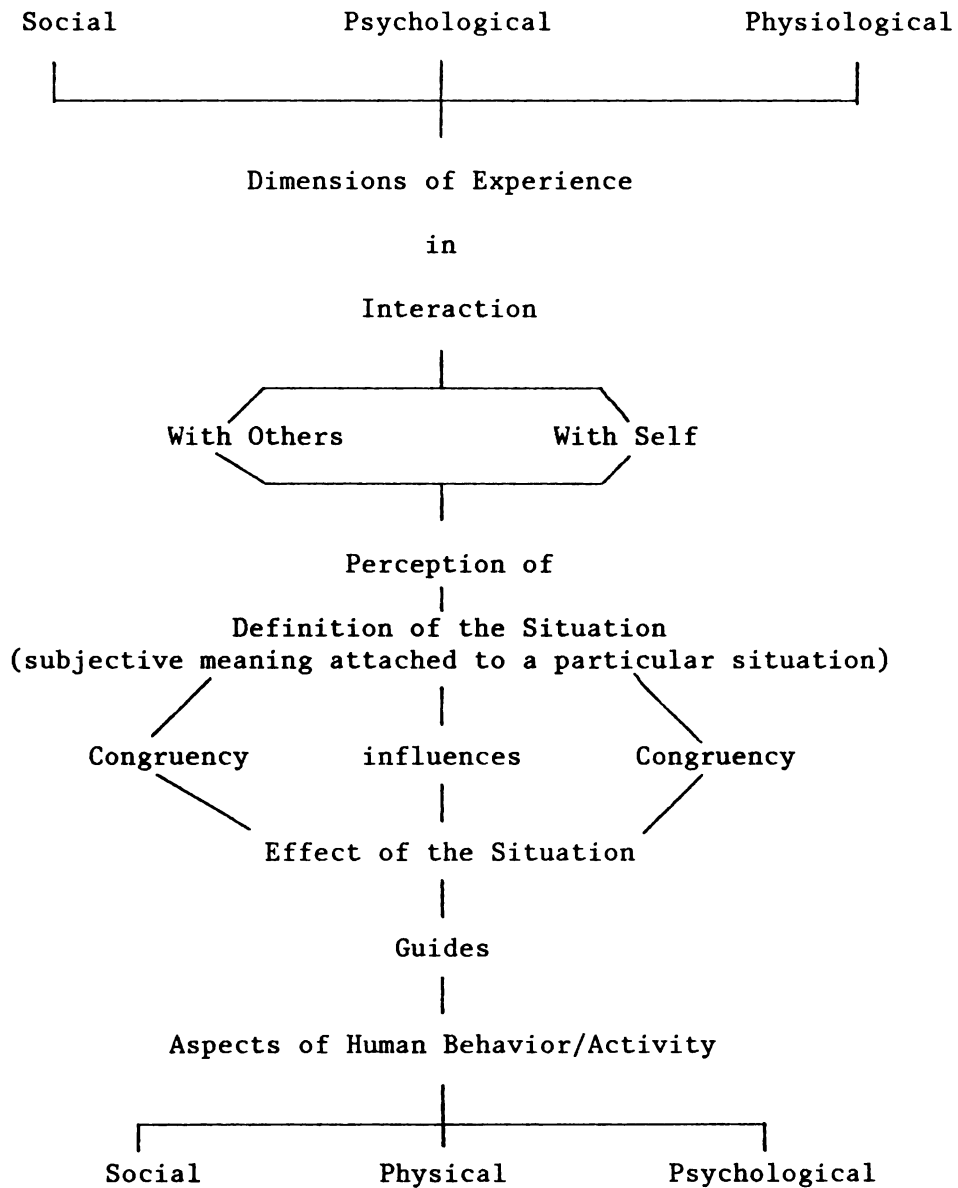 Social Psychological Physiological
Dimensions of Experience
in
Interaction
With Others With Self
Perception of
Definition of the Situation
(subjective meaning attached to a particular situation)
Congruency influences Congruency
Effect of the Situation
Guides
Aspects of Human Behavior/Activity
Social Physical Psychological